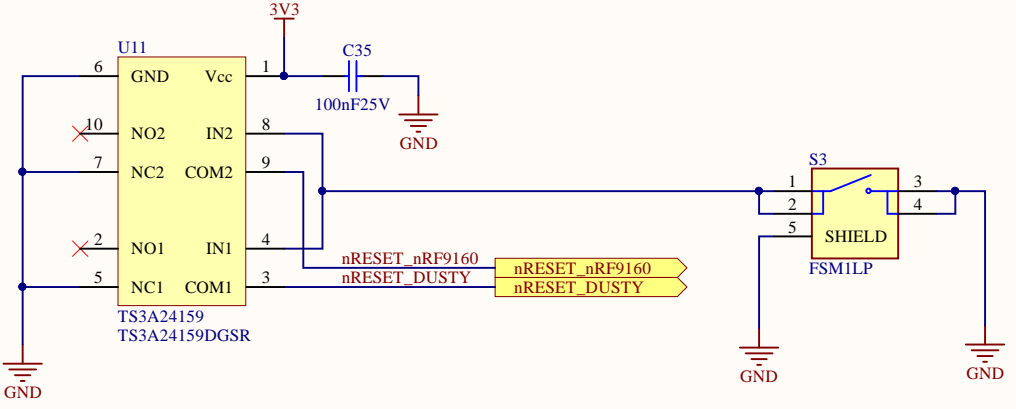 3V3
U11
C35
6 GND Vcc 1
100nF25V
10 NO2 IN2 8
GND
7 NC2 COM2 9
S3
1 3
2 4
2 NO1 IN1 4
5 SHIELD
nRESET_nRF9160 nRESET_nRF9160
FSM1LP
5 NC1 COM1 3
nRESET_DUSTY nRESET_DUSTY
TS3A24159
TS3A24159DGSR
GND
GND
GND